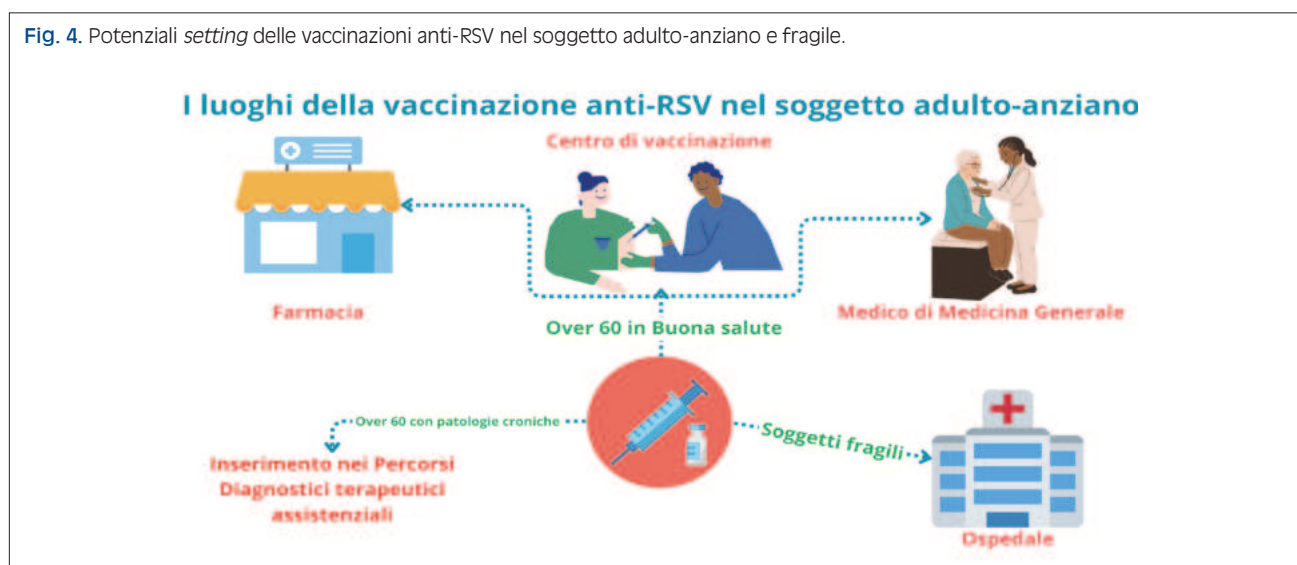 Fig. 4. Potenziali setting delle vaccinazioni anti-RSV nel soggetto adulto-anziano e fragile.
I luoghi della vaccinazione anti-RSV nel soggetto adulto-anziano
Centro di vaccinazione
Farmacia
Medico di Medicina Generale
Over 60 in Buona salute
Over 60 con patologie croniche
Soggetti fragili
Inserimento nei Percorsi
Diagnostici terapeutici
assistenziali
Ospedale